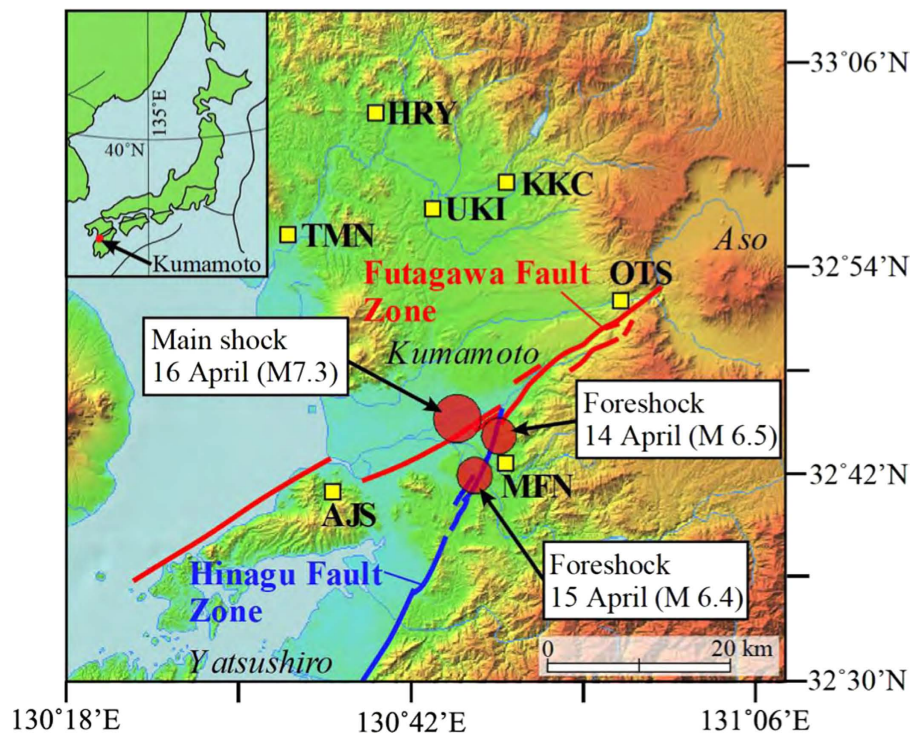 33°06'N
135°E
HRY
40°N
KKC
UKI
TMN
Aso
Kumamoto
32°54'N
Futagawa Fault
Zone
OTS
Main shock
16 April (M7.3)
Kumamoto
Foreshock
14 April (M 6.5)
32°42'N
MFN
AJS
Foreshock
15 April (M 6.4)
Hinagu Fault
Zone
Yatsushiro
0
20 km
32°30'N
130°18'E
130°42'E
131°06'E